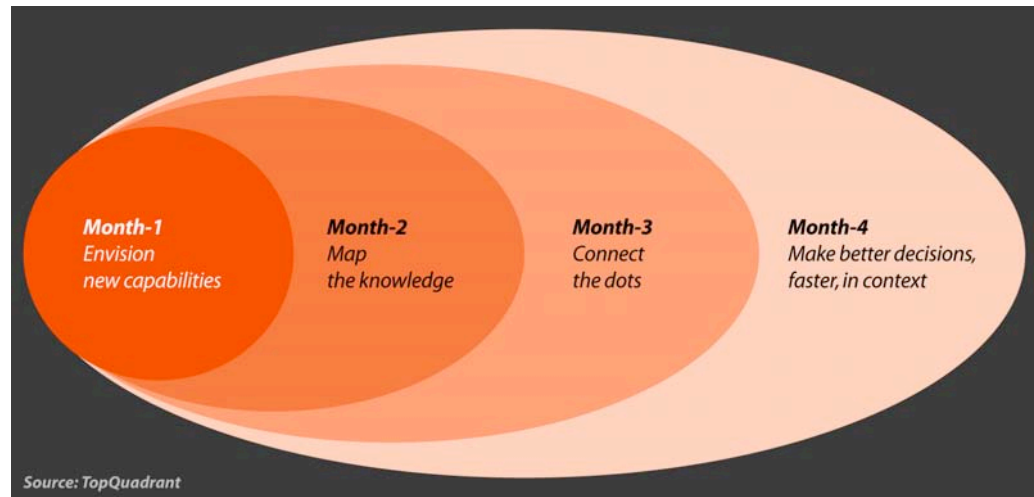 Month-1
Envision
new capabilities
Month-2
Map
the knowledge
Month-3
Connect
the dots
Month-4
Make better decisions,
faster, in context
Source: TopQuadrant